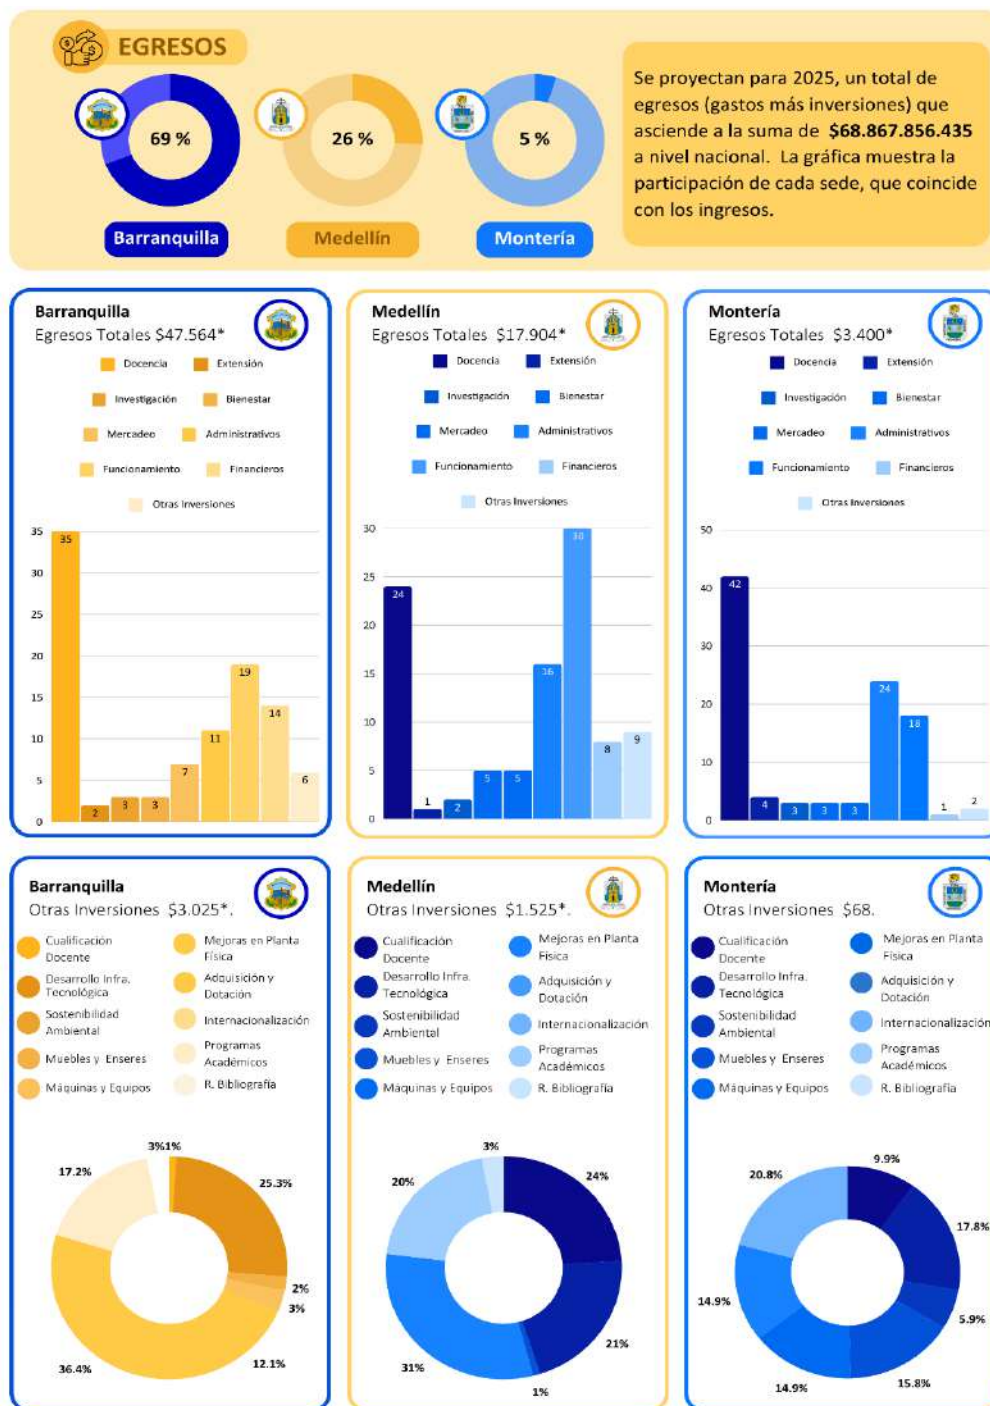 EGRESOS
69 %
26 %
5 %
Barranquilla
Medellín
Montería
Se proyectan para 2025, un total de
egresos (gastos más inversiones) que
asciende a la suma de $68.867.856.435
a nivel nacional. La gráfica muestra la
participación de cada sede, que coincide
con los ingresos.
Barranquilla
Egresos Totales $47.564*
Docencia
Extensión
Investigación
Bienestar
Mercadeo
Administrativos
Funcionamiento
Financieros
Otras Inversiones
35
30
25
20
15
10
5
0
35
2
3
3
7
11
19
14
6
Medellín
Egresos Totales $17.904*
Docencia
Extensión
Investigación
Bienestar
Mercadeo
Administrativos
Funcionamiento
Financieros
Otras Inversiones
30
25
20
15
10
5
0
24
1
2
5
5
16
30
8
9
Montería
Egresos Totales $3.400*
Docencia
Extensión
Investigación
Bienestar
Mercadeo
Administrativos
Funcionamiento
Financieros
Otras Inversiones
50
40
30
20
10
0
42
4
3
3
3
24
18
1
2
Barranquilla
Otras Inversiones $3.025*.
Cualificación
Docente
Mejoras en Planta
Física
Desarrollo Infra.
Tecnológica
Adquisición y
Dotación
Sostenibilidad
Ambiental
Internacionalización
Muebles y Enseres
Programas
Académicos
Máquinas y Equipos
R. Bibliografía
3%
1%
17.2%
25.3%
2%
3%
36.4%
12.1%
Medellín
Otras Inversiones $1.525*.
Cualificación
Docente
Mejoras en Planta
Física
Desarrollo Infra.
Tecnológica
Adquisición y
Dotación
Sostenibilidad
Ambiental
Internacionalización
Muebles y Enseres
Programas
Académicos
Máquinas y Equipos
R. Bibliografía
3%
20%
24%
31%
21%
1%
Montería
Otras Inversiones $68.
Cualificación
Docente
Mejoras en Planta
Física
Desarrollo Infra.
Tecnológica
Adquisición y
Dotación
Sostenibilidad
Ambiental
Internacionalización
Muebles y Enseres
Programas
Académicos
Máquinas y Equipos
R. Bibliografía
20.8%
9.9%
17.8%
14.9%
5.9%
14.9%
15.8%